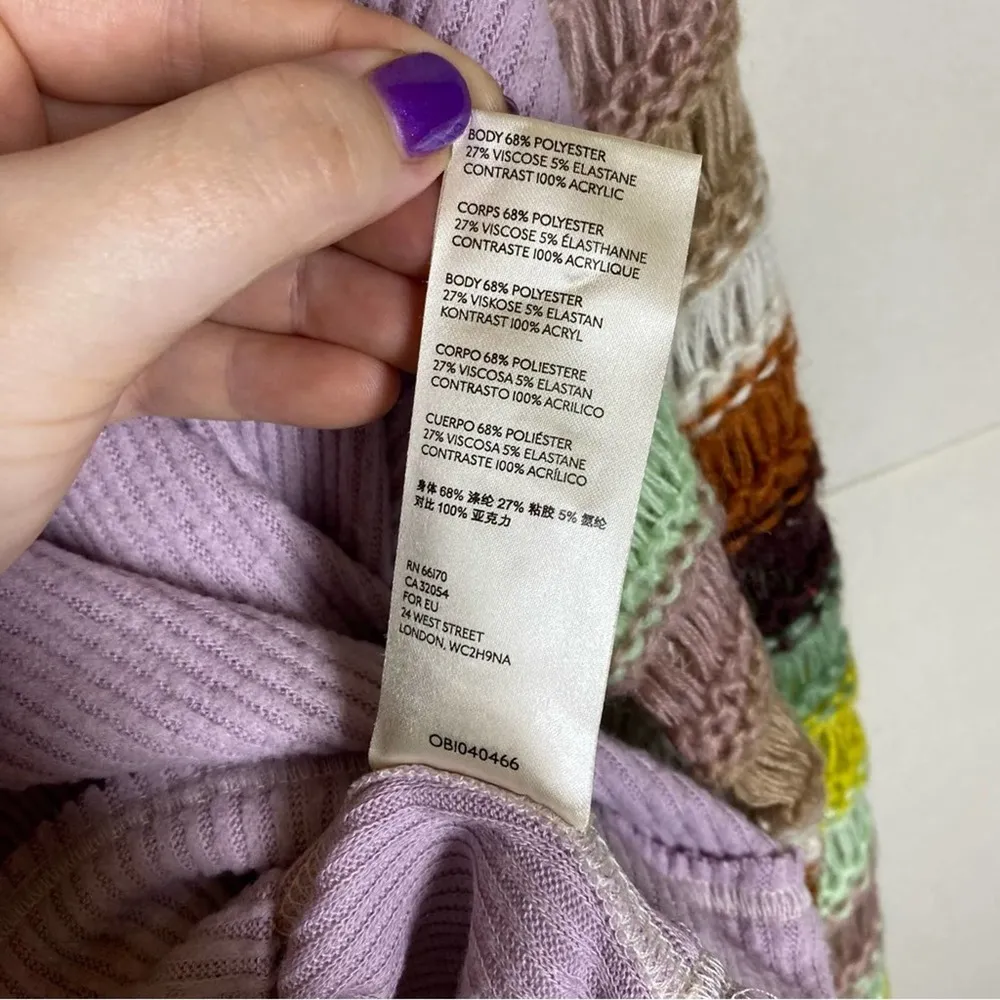 BODY 68% POLYESTER
27% VISCOSE 5% ELASTANE
CONTRAST 100% ACRYLIC
CORPS 68% POLYESTER
27% VISCOSE 5% ÉLASTHANNE
CONTRASTE 100% ACRYLIQUE
BODY 68% POLYESTER
27% VISKOSE 5% ELASTAN
KONTRAST 100% ACRYL
CORPO 68% POLIESTERE
27% VISCOSA 5% ELASTAN
CONTRASTO 100% ACRILICO
CUERPO 68% POLIÉSTER
27% VISCOSA 5% ELASTANE
CONTRASTE 100% ACRÍLICO
身体 68% 涤纶 27% 粘胶 5% 氨纶
对比 100% 亚克力
RN 66170
CA 32054
FOR EU
24 WEST STREET
LONDON, WC2H9NA
OB1040466